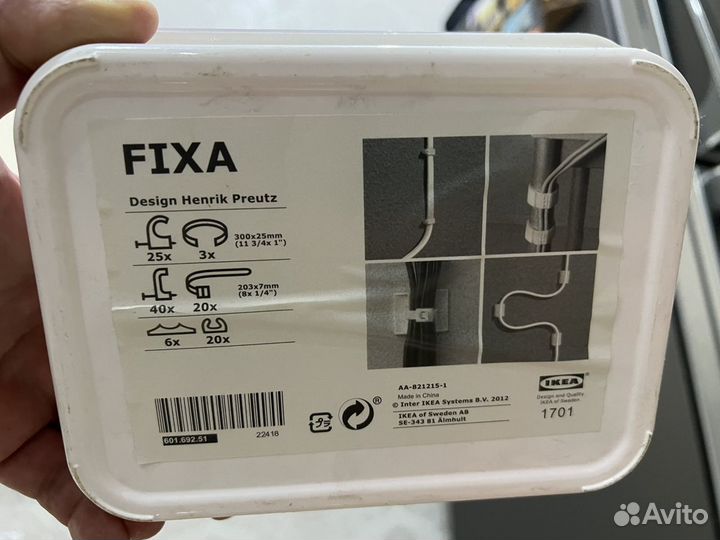 FIXA
Design Henrik Preutz
25x
3x
300x25mm
(11 3/4x 1")
40x
20x
203x7mm
(8x 1/4")
6x
20x
601.692.51
22418
プラ
®
AA-821215-1
Made in China
© Inter IKEA Systems B.V. 2012
IKEA of Sweden AB
SE-343 81 Älmhult
IKEA
®
Design and Quality
IKEA of Sweden
1701
Avito